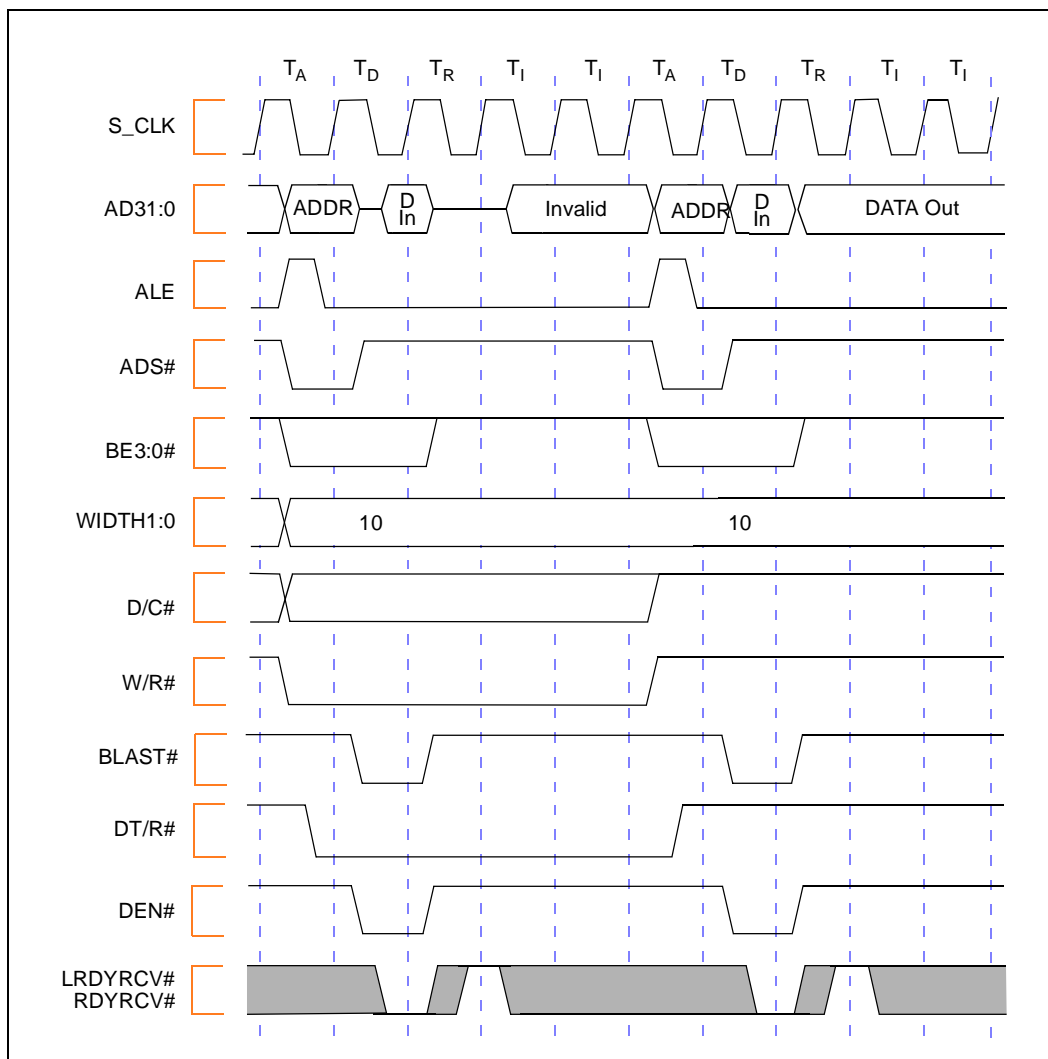 TA TD TR TI TI TA TD TR TI TI
S_CLK
AD31:0 ADDR D In Invalid ADDR D In DATA Out
ALE
ADS#
BE3:0#
WIDTH1:0 10 10
D/C#
W/R#
BLAST#
DT/R#
DEN#
LRDYRCV#
RDYRCV#